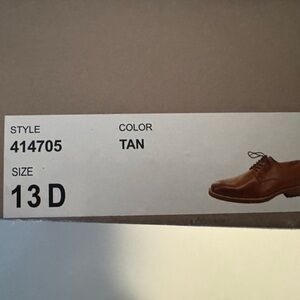 STYLE COLOR
414705 TAN
SIZE
13 D